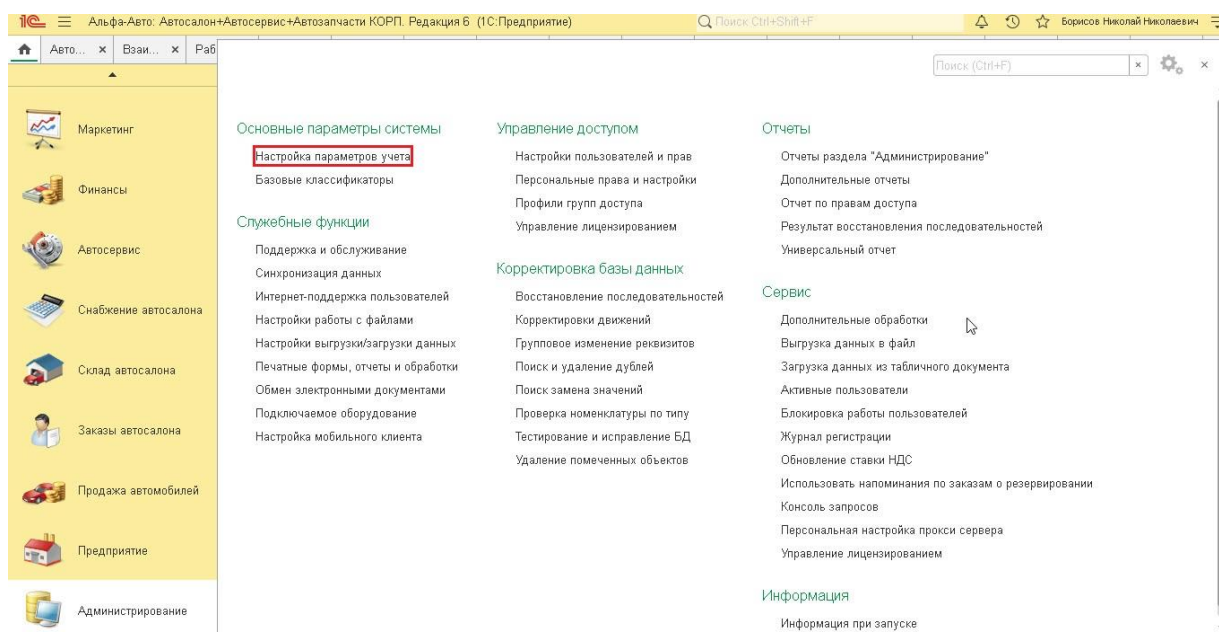 1С Альфа-Авто: Автосалон+Автосервис+Автозапчасти КОРП. Редакция 6 (1С:Предприятие) Поиск Ctrl+Shift+F Борисов Николай Николаевич
Авто... × Взаи... × Раб
Поиск (Ctrl+F) × ×
Маркетинг
Финансы
Автосервис
Снабжение автосалона
Склад автосалона
Заказы автосалона
Продажа автомобилей
Предприятие
Администрирование
Основные параметры системы
Настройка параметров учета
Базовые классификаторы
Служебные функции
Поддержка и обслуживание
Синхронизация данных
Интернет-поддержка пользователей
Настройки работы с файлами
Настройки выгрузки/загрузки данных
Печатные формы, отчеты и обработки
Обмен электронными документами
Подключаемое оборудование
Настройка мобильного клиента
Управление доступом
Настройки пользователей и прав
Персональные права и настройки
Профили групп доступа
Управление лицензированием
Корректировка базы данных
Восстановление последовательностей
Корректировки движений
Групповое изменение реквизитов
Поиск и удаление дублей
Поиск замена значений
Проверка номенклатуры по типу
Тестирование и исправление БД
Удаление помеченных объектов
Отчеты
Отчеты раздела "Администрирование"
Дополнительные отчеты
Отчет по правам доступа
Результат восстановления последовательностей
Универсальный отчет
Сервис
Дополнительные обработки
Выгрузка данных в файл
Загрузка данных из табличного документа
Активные пользователи
Блокировка работы пользователей
Журнал регистрации
Обновление ставки НДС
Использовать напоминания по заказам о резервировании
Консоль запросов
Персональная настройка прокси сервера
Управление лицензированием
Информация
Информация при запуске